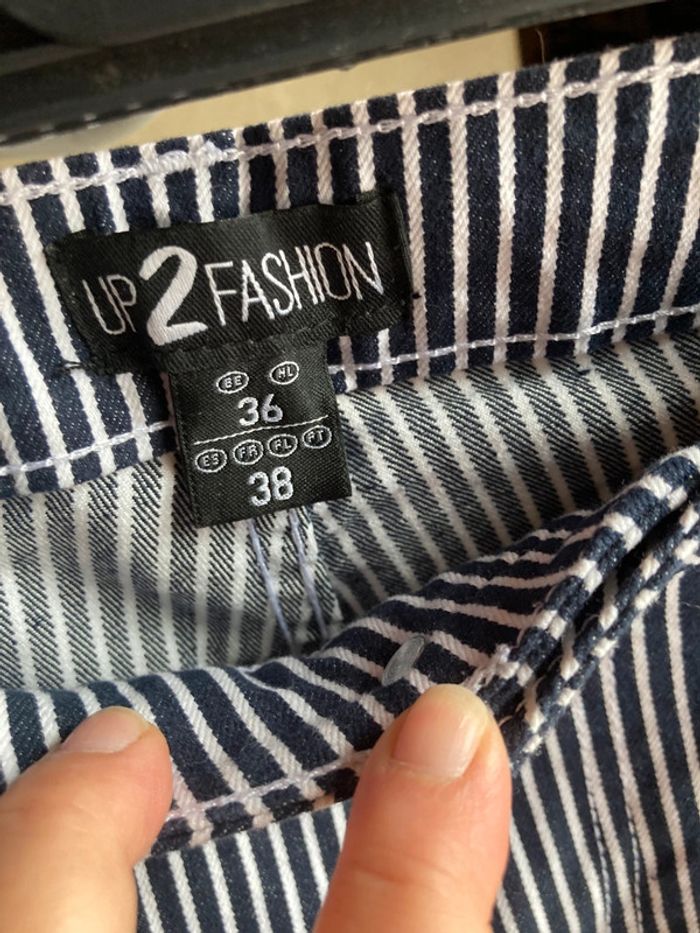 UP2FASHION
BE NL
36
ES FR PL PT
38